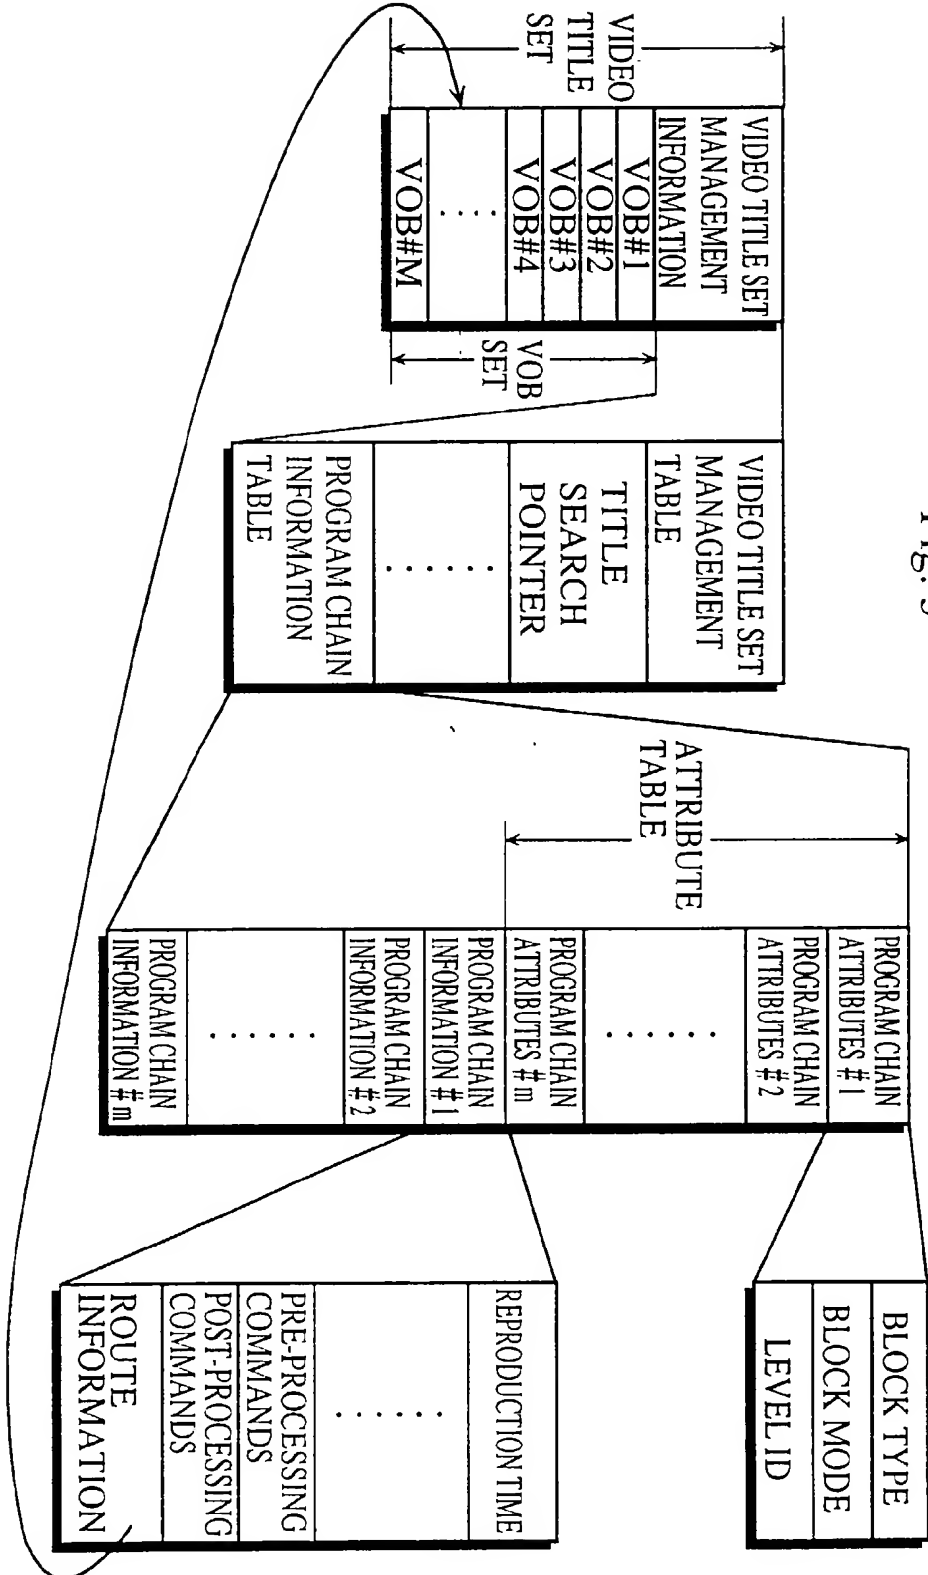 VIDEO
TITLE
SET
VIDEO TITLE SET
MANAGEMENT
INFORMATION
VOB#1
VOB#2
VOB#3
VOB#4
.....
VOB#M
VOB
SET
VIDEO TITLE SET
MANAGEMENT
TABLE
TITLE
SEARCH
POINTER
......
PROGRAM CHAIN
INFORMATION
TABLE
ATTRIBUTE
TABLE
PROGRAM CHAIN
ATTRIBUTES #1
PROGRAM CHAIN
ATTRIBUTES #2
......
PROGRAM CHAIN
ATTRIBUTES #m
PROGRAM CHAIN
INFORMATION #1
PROGRAM CHAIN
INFORMATION #2
......
PROGRAM CHAIN
INFORMATION #m
BLOCK TYPE
BLOCK MODE
LEVEL ID
REPRODUCTION TIME
......
PRE-PROCESSING
COMMANDS
POST-PROCESSING
COMMANDS
ROUTE
INFORMATION